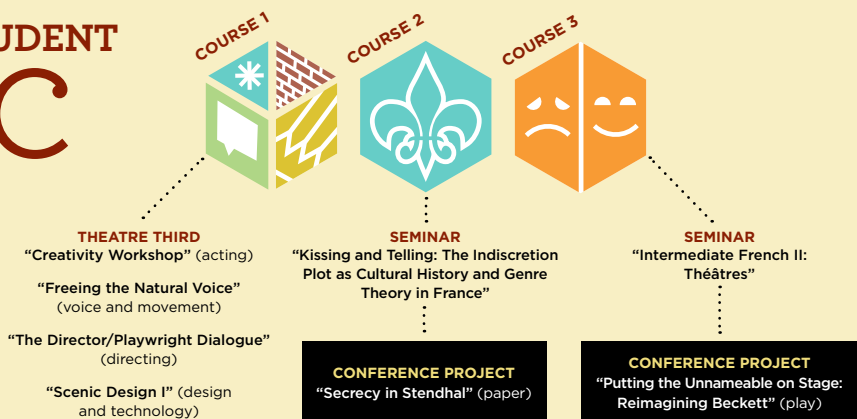 C
COURSE 1
COURSE 2
COURSE 3
THEATRE THIRD
“Creativity Workshop” (acting)
“Freeing the Natural Voice”
(voice and movement)
“The Director/Playwright Dialogue”
(directing)
“Scenic Design I” (design
and technology)
SEMINAR
“Kissing and Telling: The Indiscretion
Plot as Cultural History and Genre
Theory in France”
CONFERENCE PROJECT
“Secrecy in Stendhal” (paper)
SEMINAR
“Intermediate French II:
Théâtres”
CONFERENCE PROJECT
“Putting the Unnameable on Stage:
Reimagining Beckett” (play)